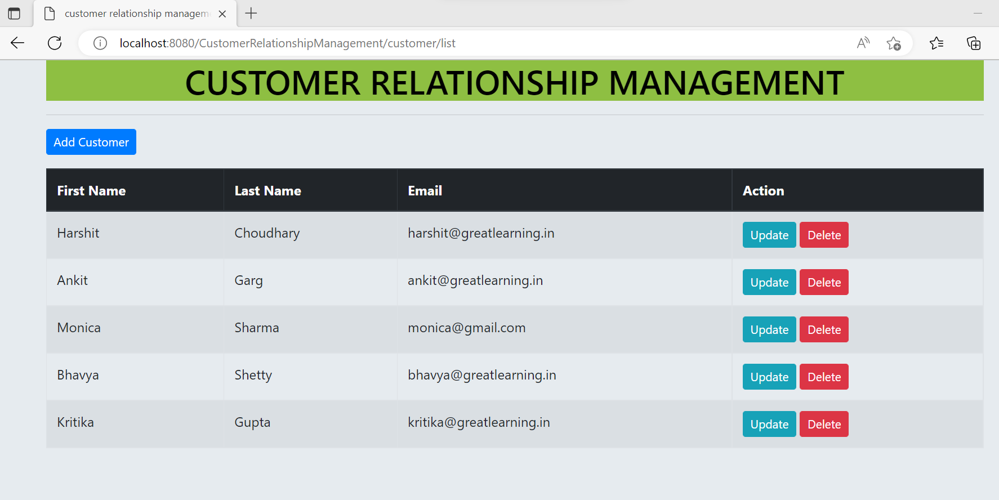 customer relationship managem
localhost:8080/CustomerRelationshipManagement/customer/list
CUSTOMER RELATIONSHIP MANAGEMENT
Add Customer
First Name Last Name Email Action
Harshit Choudhary harshit@greatlearning.in Update Delete
Ankit Garg ankit@greatlearning.in Update Delete
Monica Sharma monica@gmail.com Update Delete
Bhavya Shetty bhavya@greatlearning.in Update Delete
Kritika Gupta kritika@greatlearning.in Update Delete